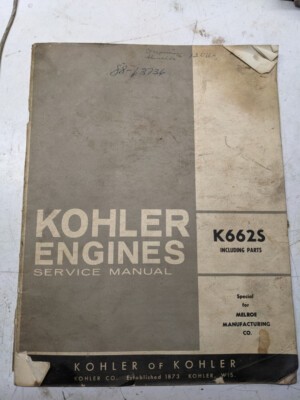 KOHLER
ENGINES
SERVICE MANUAL
K662S
INCLUDING PARTS
Special
for
MELROE
MANUFACTURING
CO.
KOHLER OF KOHLER
KOHLER CO. Established 1873 KOHLER, WIS.